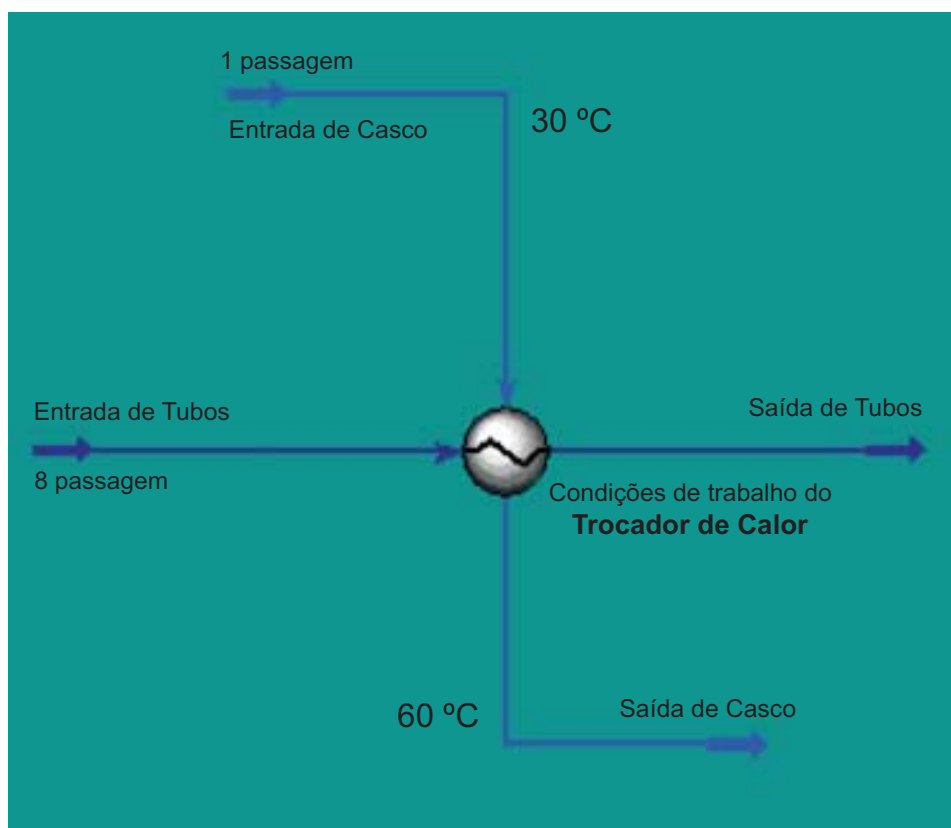 1 passagem
Entrada de Casco
30 ºC
Entrada de Tubos
8 passagem
Saída de Tubos
Condições de trabalho do
Trocador de Calor
60 ºC
Saída de Casco